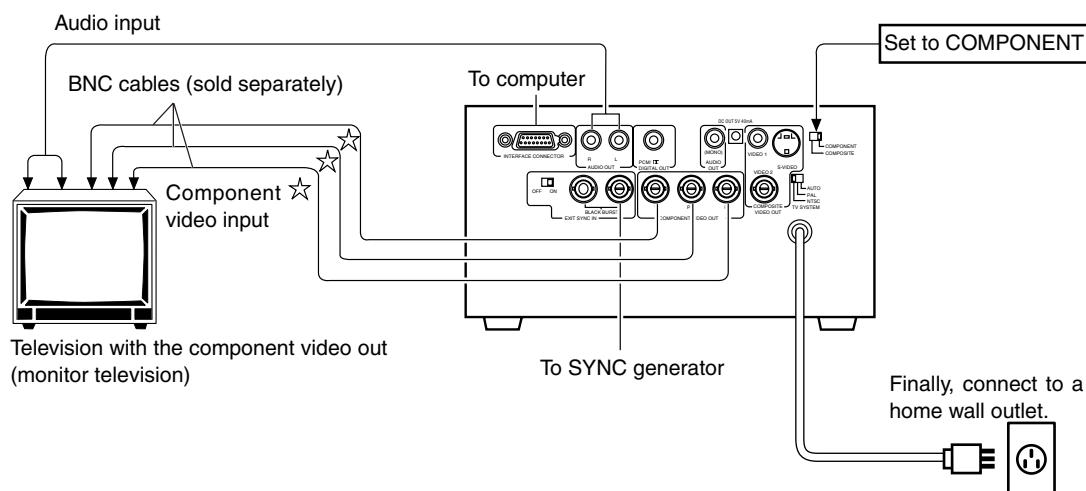 Audio input
BNC cables (sold separately)
To computer
Set to COMPONENT
Component
video input
INTERFACE CONNECTOR
R L
AUDIO OUT
PCM/
DIGITAL OUT
DC OUT 5V 40mA
(MONO)
AUDIO
OUT
VIDEO 1
S-VIDEO
COMPONENT
COMPOSITE
OFF ON
BLACK BURST
EXIT SYNC IN
P
COMPONENT VIDEO OUT
VIDEO 2
COMPOSITE
VIDEO OUT
AUTO
PAL
NTSC
TV SYSTEM
Television with the component video out
(monitor television)
To SYNC generator
Finally, connect to a
home wall outlet.